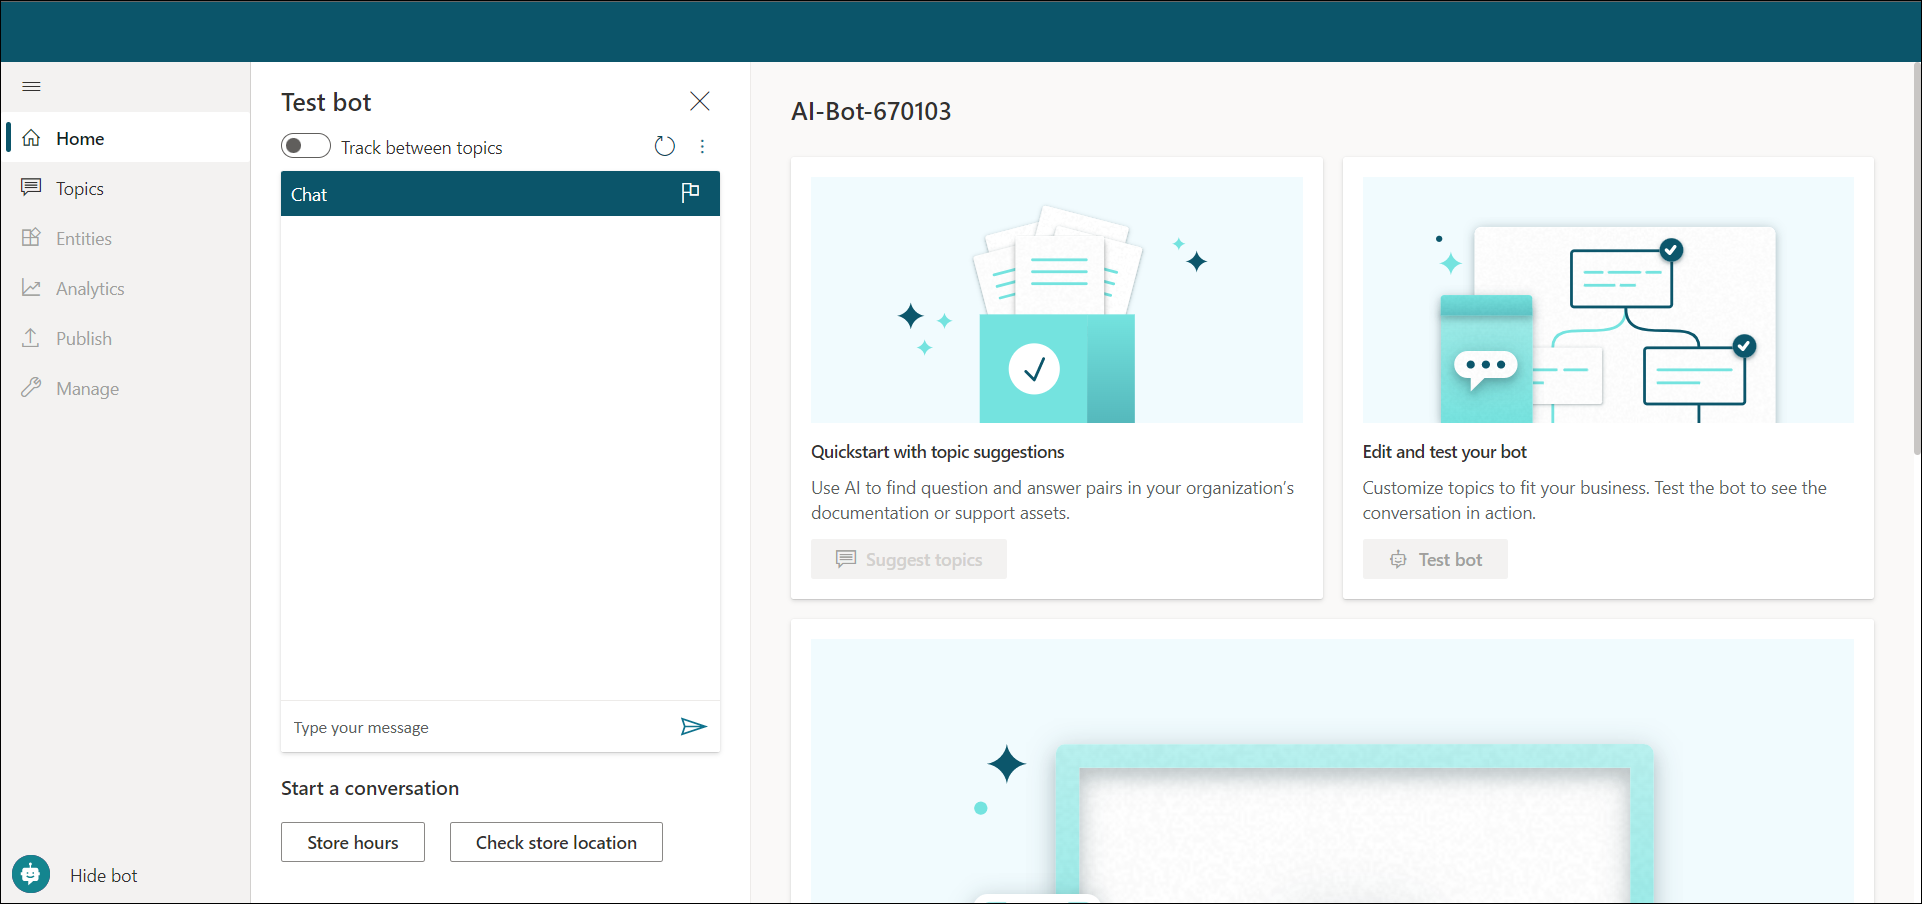 Home
Topics
Entities
Analytics
Publish
Manage
Hide bot
Test bot
Track between topics
Chat
Type your message
Start a conversation
Store hours
Check store location
AI-Bot-670103
Quickstart with topic suggestions
Use AI to find question and answer pairs in your organization's
documentation or support assets.
Suggest topics
Edit and test your bot
Customize topics to fit your business. Test the bot to see the
conversation in action.
Test bot